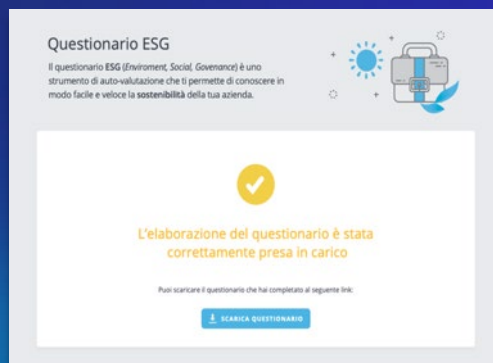 Questionario ESG
Il questionario ESG (Enviroment, Social, Governance) è uno
strumento di auto-valutazione che ti permette di conoscere in
modo facile e veloce la sostenibilità della tua azienda.
L'elaborazione del questionario è stata
correttamente presa in carico
Puoi scaricare il questionario che hai completato al seguente link:
SCARICA QUESTIONARIO